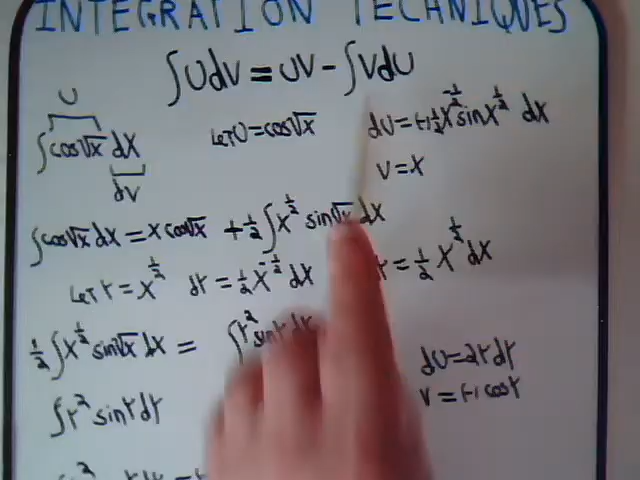 INTEGRATION TECHNIQUES
∫UdV = UV - ∫VdU
U
∫cos√x dx
dV
Let U = cos√x
dU = (-1)½x^-½ sin x^½ dx
V = x
∫cos√x dx = x cos√x + ½∫x^½ sin√x dx
Let r = x^½ dr = ½x^-½ dx
r = ½x^½ dx
½∫x^½ sin√x dx = ∫r² sin r dr
∫r² sin r dr
dU = 2r dr
V = (-1)cos r